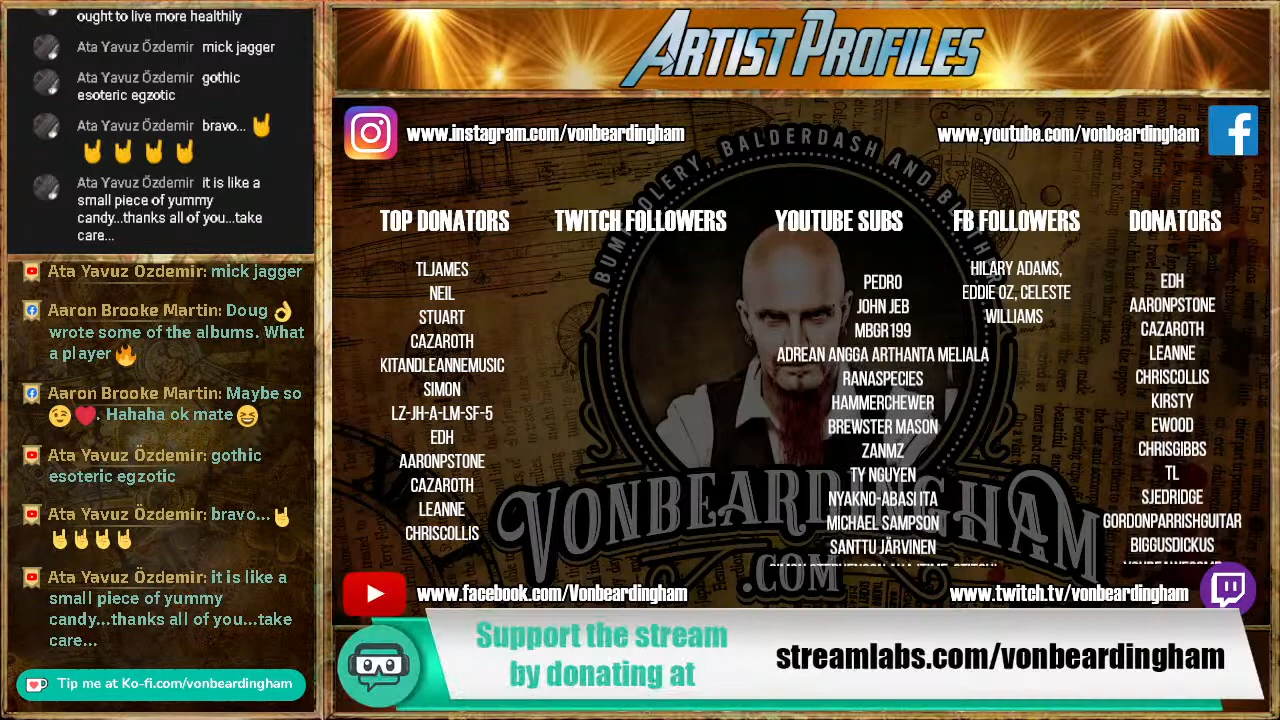 ought to live more healthily
Ata Yavuz Özdemir mick jagger
Ata Yavuz Özdemir gothic
esoteric egzotic
Ata Yavuz Özdemir bravo... 🤘
🤘 🤘 🤘 🤘
Ata Yavuz Özdemir it is like a
small piece of yummy
candy...thanks all of you...take
care...
Ata Yavuz Özdemir: mick jagger
Aaron Brooke Martin: Doug 👌
wrote some of the albums. What
a player 🔥
Aaron Brooke Martin: Maybe so
😉❤️. Hahaha ok mate 😆
Ata Yavuz Özdemir: gothic
esoteric egzotic
Ata Yavuz Özdemir: bravo...🤘
🤘🤘🤘🤘
Ata Yavuz Özdemir: it is like a
small piece of yummy
candy...thanks all of you...take
care...
Tip me at Ko-fi.com/vonbeardingham
ARTIST PROFILES
www.instagram.com/vonbeardingham
www.youtube.com/vonbeardingham
BALDERDASH AND
TOP DONATORS
TLJAMES
NEIL
STUART
CAZAROTH
KITANDLEANNEMUSIC
SIMON
LZ-JH-A-LM-SF-5
EDH
AARONPSTONE
CAZAROTH
LEANNE
CHRISCOLLIS
TWITCH FOLLOWERS
YOUTUBE SUBS
PEDRO
JOHN JEB
MBGR199
ADREAN ANGGA ARTHANTA MELIALA
RANASPECIES
HAMMERCHEWER
BREWSTER MASON
ZANMZ
TY NGUYEN
NYAKNO-ABASI ITA
MICHAEL SAMPSON
SANTTU JÄRVINEN
FB FOLLOWERS
HILARY ADAMS,
EDDIE OZ, CELESTE
WILLIAMS
DONATORS
EDH
AARONPSTONE
CAZAROTH
LEANNE
CHRISCOLLIS
KIRSTY
EWOOD
CHRISGIBBS
TL
SJEDRIDGE
GORDONPARRISHGUITAR
BIGGUSDICKUS
VONBEARDINGHAM
.COM
www.facebook.com/Vonbeardingham
www.twitch.tv/vonbeardingham
Support the stream
by donating at
streamlabs.com/vonbeardingham